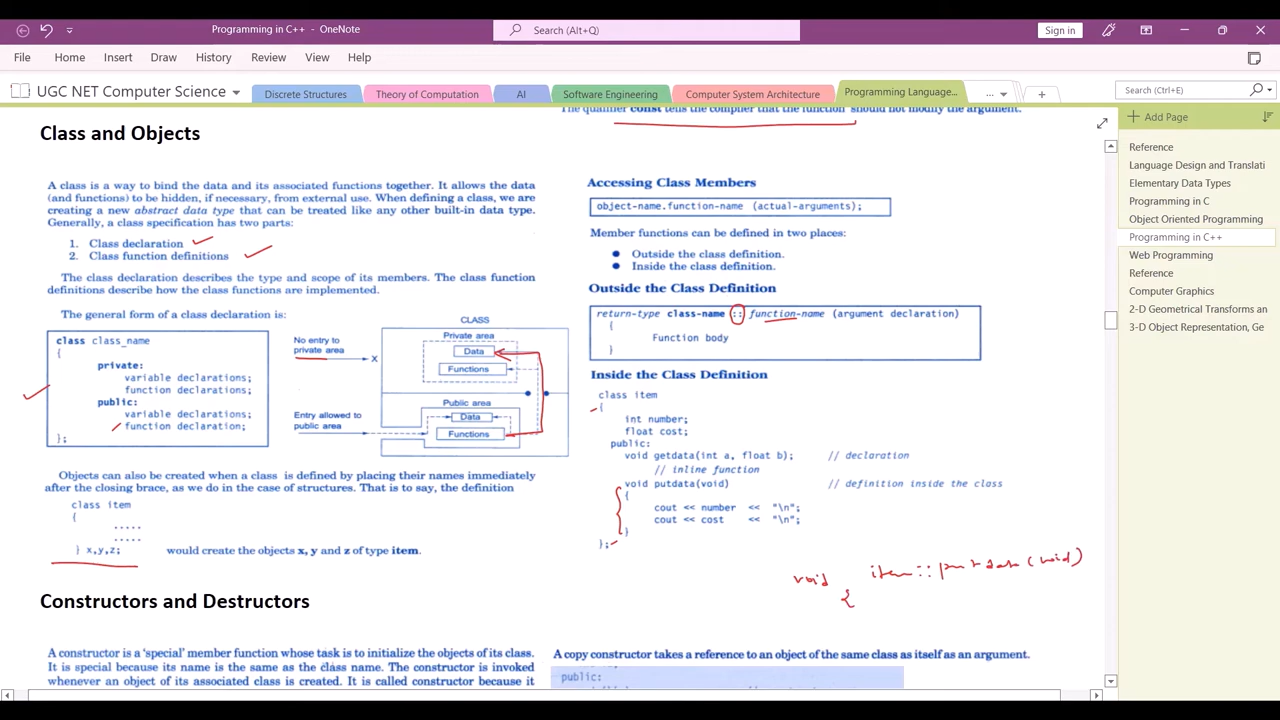 Programming in C++ - OneNote
Search (Alt+Q)
Sign in
File Home Insert Draw History Review View Help
UGC NET Computer Science
Discrete Structures
Theory of Computation
AI
Software Engineering
Computer System Architecture
Programming Language...
...
Search (Ctrl+E)
Add Page
Reference
Language Design and Translati
Elementary Data Types
Programming in C
Object Oriented Programming
Programming in C++
Web Programming
Reference
Computer Graphics
2-D Geometrical Transforms an
3-D Object Representation, Ge
The qualifier const tells the compiler that the function should not modify the argument.
Class and Objects
A class is a way to bind the data and its associated functions together. It allows the data
(and functions) to be hidden, if necessary, from external use. When defining a class, we are
creating a new abstract data type that can be treated like any other built-in data type.
Generally, a class specification has two parts:
1. Class declaration
2. Class function definitions
The class declaration describes the type and scope of its members. The class function
definitions describe how the class functions are implemented.
The general form of a class declaration is:
class class_name
{
private:
variable declarations;
function declarations;
public:
variable declarations;
function declaration;
};
CLASS
Private area
No entry to
private area
X
Data
Functions
Public area
Entry allowed to
public area
Data
Functions
Objects can also be created when a class is defined by placing their names immediately
after the closing brace, as we do in the case of structures. That is to say, the definition
class item
{
.....
.....
} x,y,z; would create the objects x, y and z of type item.
Constructors and Destructors
A constructor is a 'special' member function whose task is to initialize the objects of its class.
It is special because its name is the same as the class name. The constructor is invoked
whenever an object of its associated class is created. It is called constructor because it
Accessing Class Members
object-name.function-name (actual-arguments);
Member functions can be defined in two places:
● Outside the class definition.
● Inside the class definition.
Outside the Class Definition
return-type class-name :: function-name (argument declaration)
{
Function body
}
Inside the Class Definition
class item
{
int number;
float cost;
public:
void getdata(int a, float b); // declaration
// inline function
void putdata(void) // definition inside the class
{
cout << number << "\n";
cout << cost << "\n";
}
};
void item :: putdata(void)
{
A copy constructor takes a reference to an object of the same class as itself as an argument.
public: